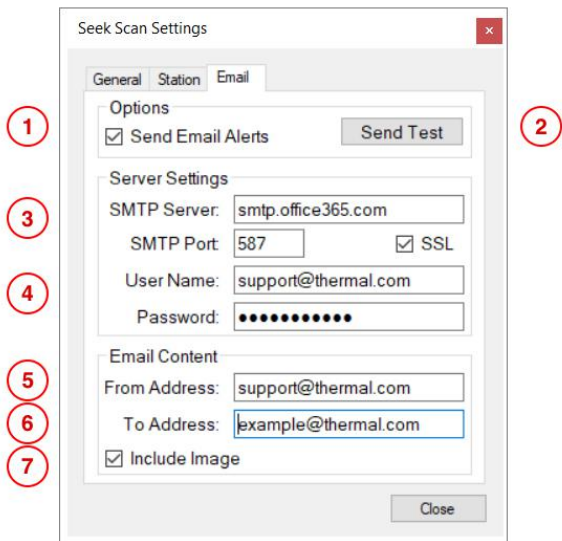 Seek Scan Settings
General Station Email
Options
1 Send Email Alerts Send Test 2
Server Settings
3 SMTP Server: smtp.office365.com
SMTP Port: 587 SSL
4 User Name: support@thermal.com
Password: ●●●●●●●●●●●
Email Content
5 From Address: support@thermal.com
6 To Address: example@thermal.com
7 Include Image
Close